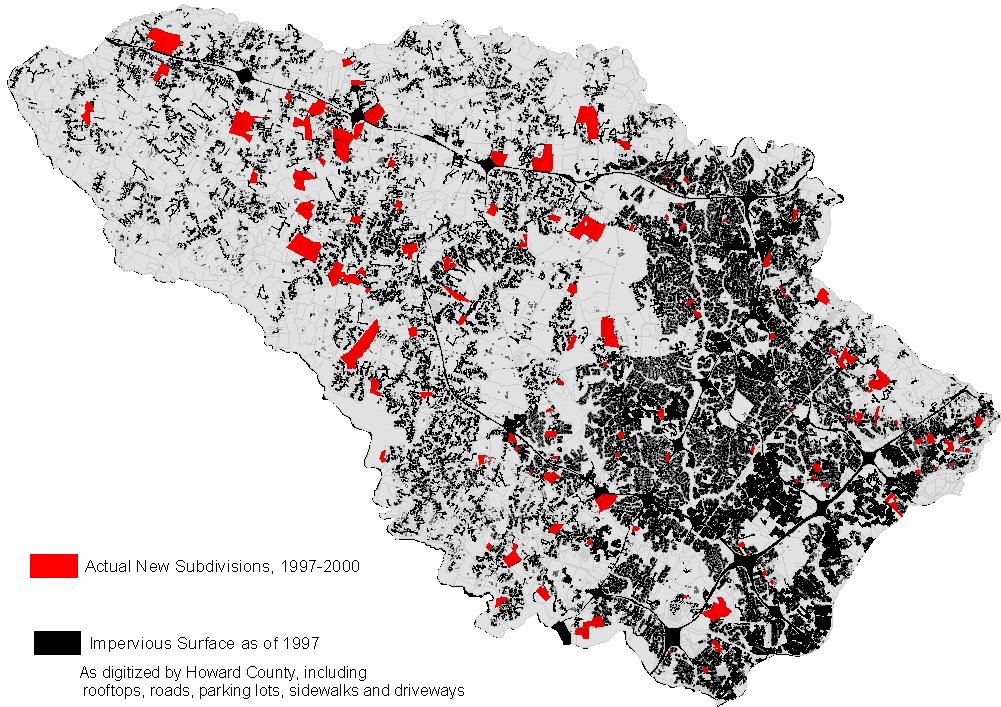 Actual New Subdivisions, 1997-2000
Impervious Surface as of 1997
As digitized by Howard County, including
rooftops, roads, parking lots, sidewalks and driveways